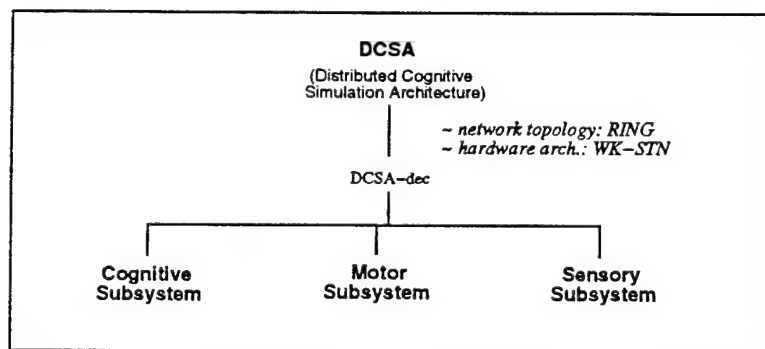 DCSA
(Distributed Cognitive
Simulation Architecture)
~ network topology: RING
~ hardware arch.: WK-STN
DCSA-dec
Cognitive
Subsystem
Motor
Subsystem
Sensory
Subsystem